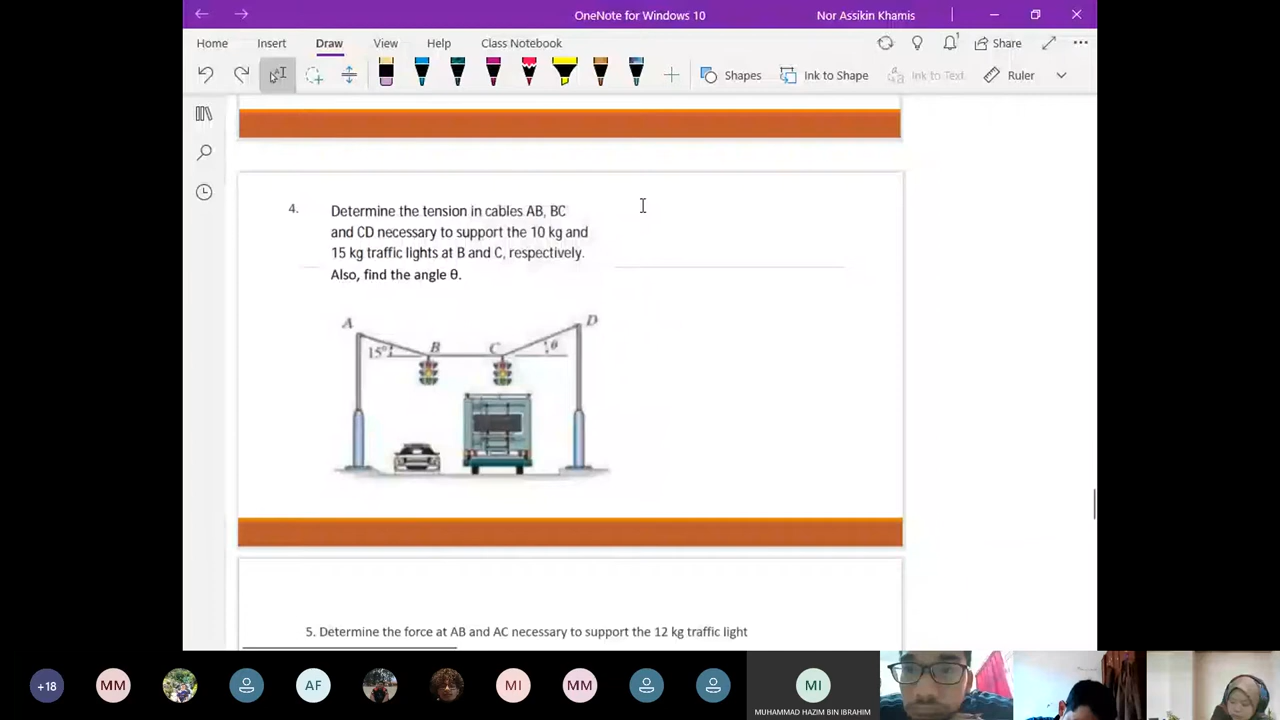 OneNote for Windows 10
Nor Assikin Khamis
Home
Insert
Draw
View
Help
Class Notebook
1
Share
Shapes
Ink to Shape
Ink to Text
Ruler
4.
Determine the tension in cables AB, BC
and CD necessary to support the 10 kg and
15 kg traffic lights at B and C, respectively.
Also, find the angle θ.
A
B
C
D
15°
θ
5. Determine the force at AB and AC necessary to support the 12 kg traffic light
+18
MM
AF
MI
MM
MI
MUHAMMAD HAZIM BIN IBRAHIM